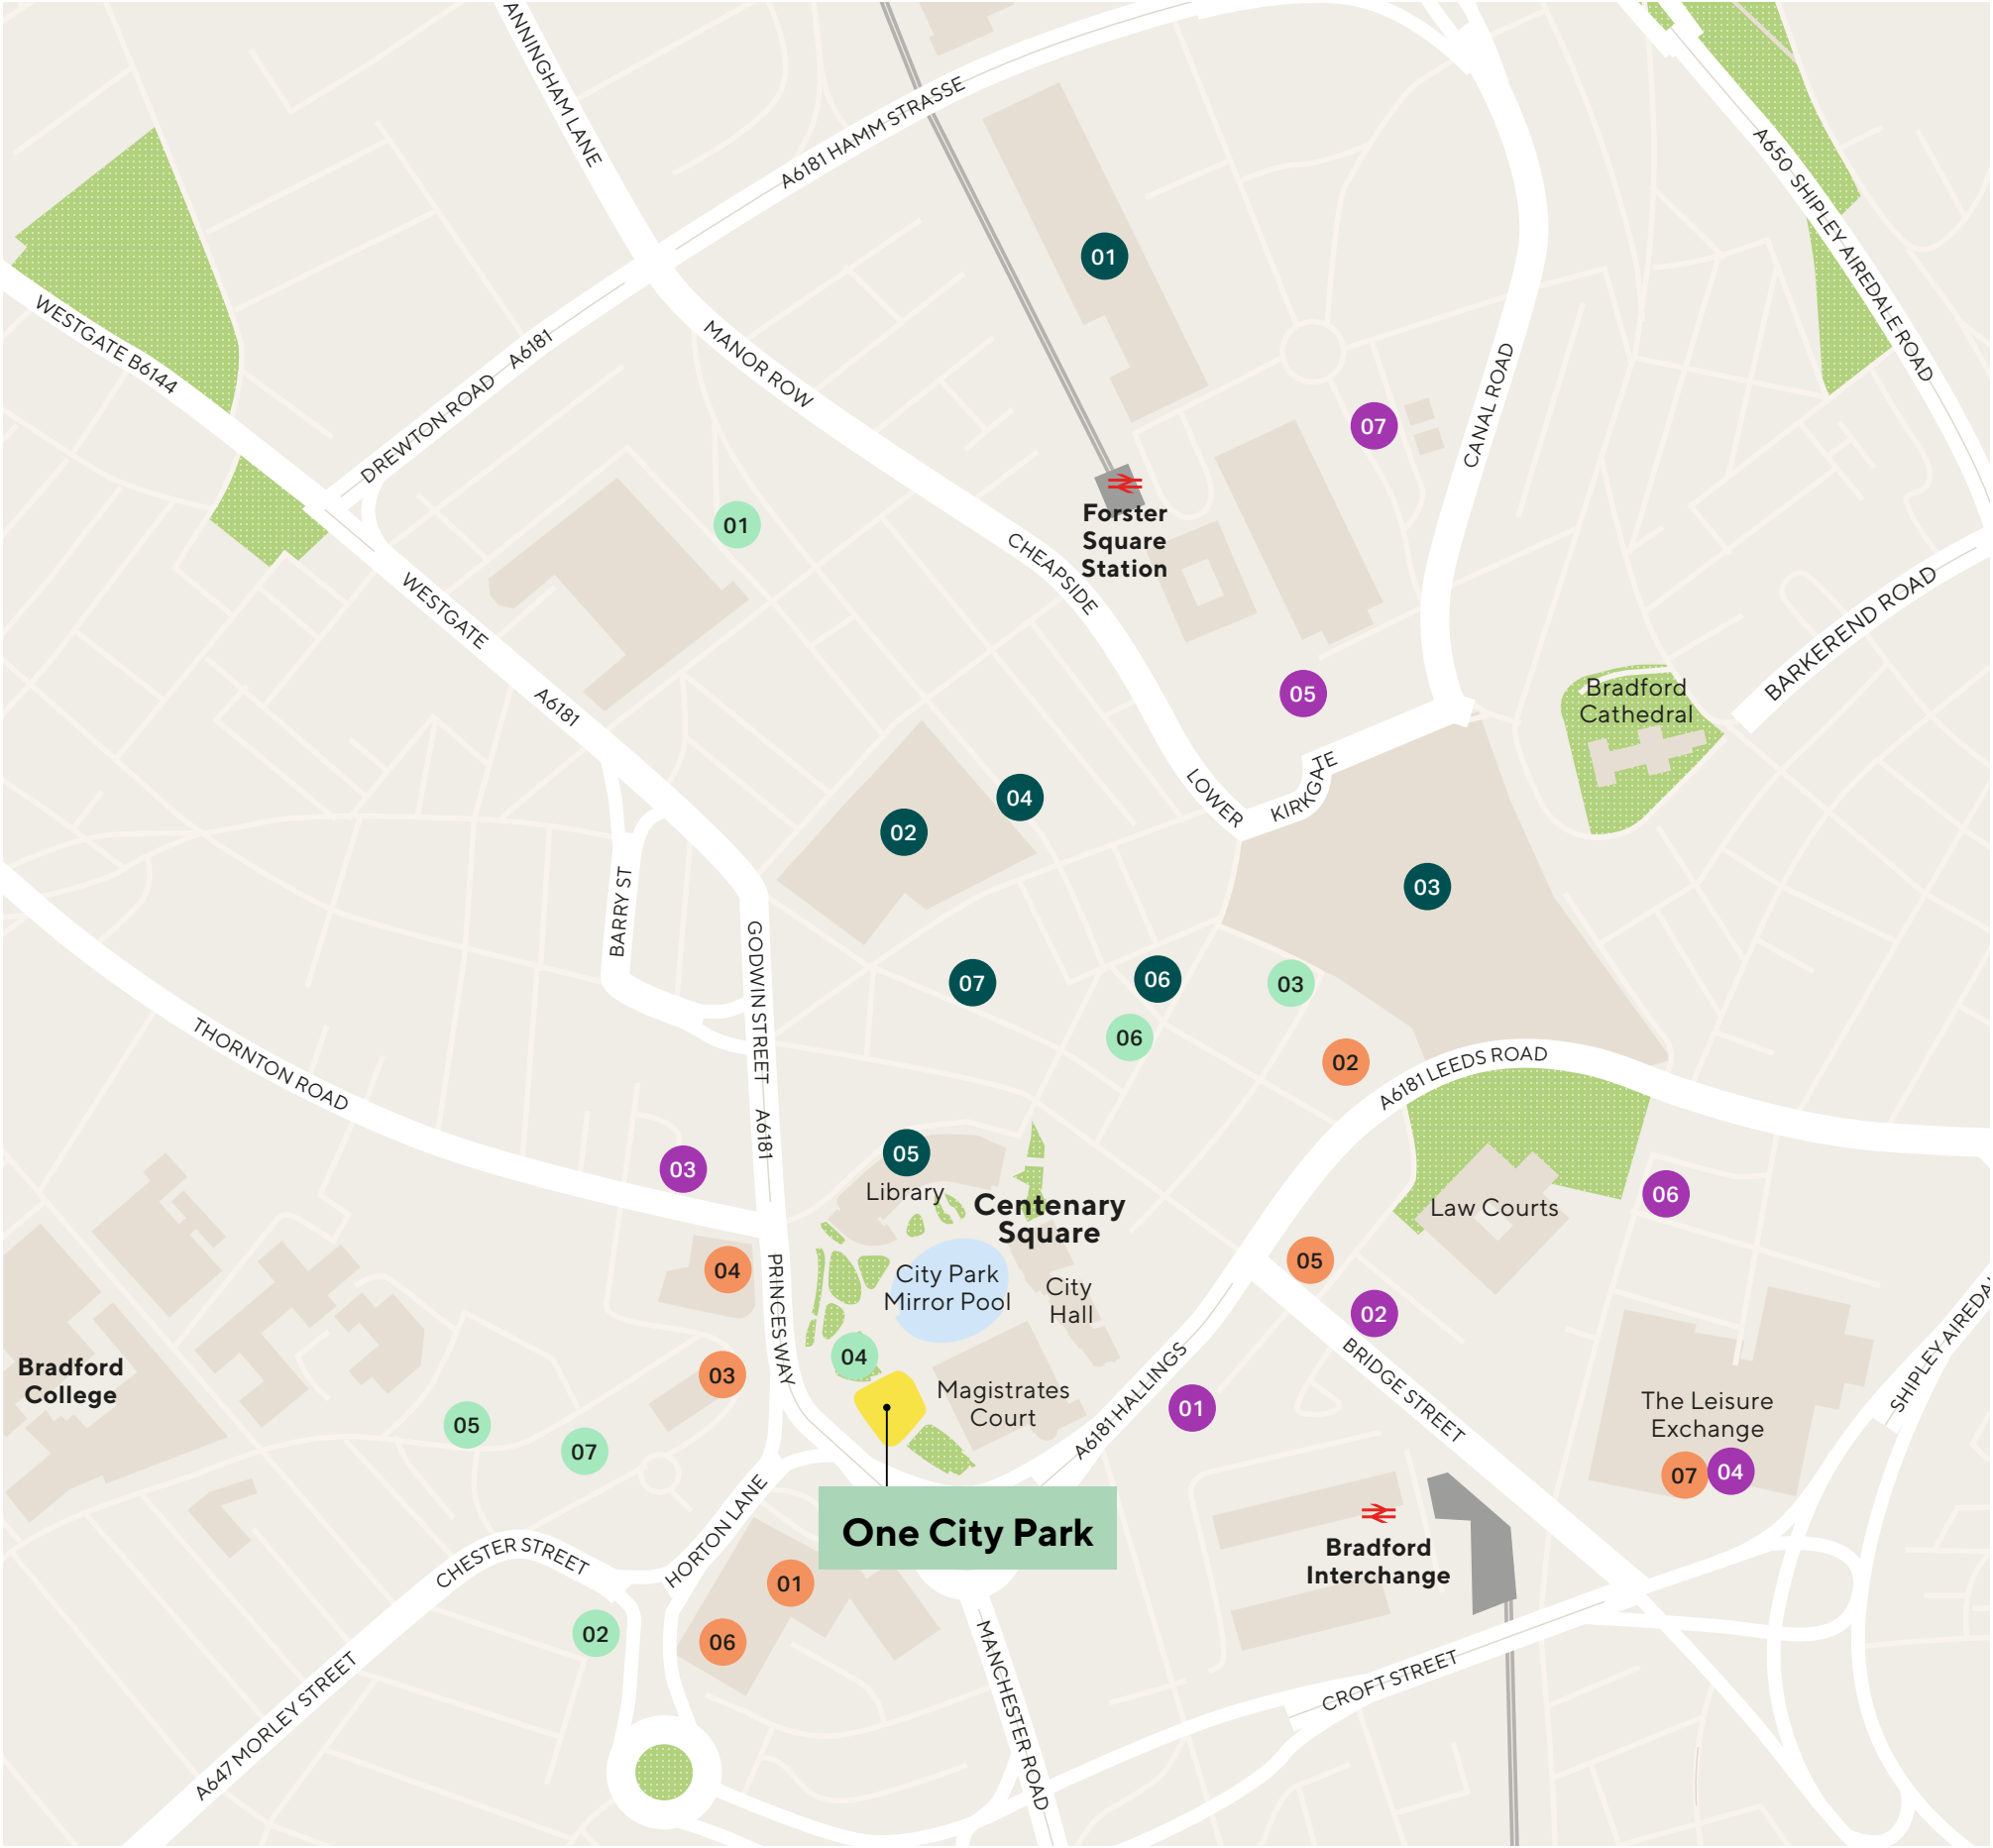 ANNINGHAM LANE
A6181 HAMM STRASSE
A650 SHIPLEY AIREDALE ROAD
01
WESTGATE B6144
DREWTON ROAD
A6181
MANOR ROW
CANAL ROAD
07
01
Forster
Square
Station
CHEAPSIDE
WESTGATE
BARKEREND ROAD
A6181
05
Bradford
Cathedral
LOWER
KIRKGATE
04
02
03
BARRY ST
GODWIN STREET
07
06
03
06
02
THORNTON ROAD
A6181 LEEDS ROAD
A6181
03
05
Library
Centenary
Square
Law Courts
06
04
PRINCES WAY
City Park
Mirror Pool
City
Hall
05
02
Bradford
College
03
04
Magistrates
Court
A6181 HALLINGS
01
BRIDGE STREET
The Leisure
Exchange
07
04
SHIPLEY AIREDA
05
07
HORTON LANE
One City Park
Bradford
Interchange
CHESTER STREET
01
02
06
MANCHESTER ROAD
CROFT STREET
A647 MORLEY STREET